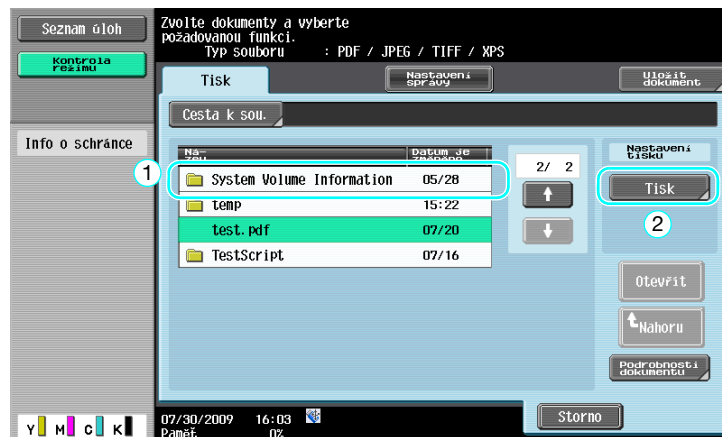 Seznam úloh
Kontrola
režimu
Zvolte dokumenty a vyberte
požadovanou funkci.
Typ souboru : PDF / JPEG / TIFF / XPS
Tisk
Nastavení
správy
Uložit
dokument
Cesta k sou.
Info o schránce
Ná-
zev
Datum je
změněno
1
System Volume Information 05/28
temp 15:22
test.pdf 07/20
TestScript 07/16
2/ 2
Nastavení
tisku
Tisk
2
Otevřít
Nahoru
Podrobnosti
dokumentu
Storno
Y M C K
07/30/2009 16:03
Paměť 0%